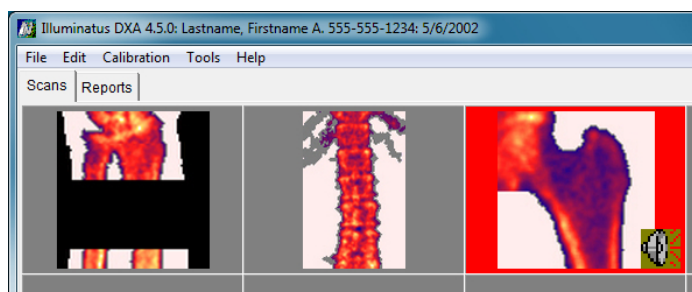 Illuminatus DXA 4.5.0: Lastname, Firstname A. 555-555-1234: 5/6/2002
File Edit Calibration Tools Help
Scans Reports